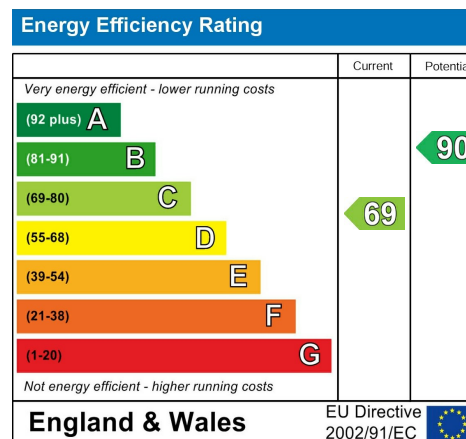 Energy Efficiency Rating
Current Potentia
Very energy efficient - lower running costs
(92 plus) A
(81-91) B
90
(69-80) C
69
(55-68) D
(39-54) E
(21-38) F
(1-20) G
Not energy efficient - higher running costs
England & Wales
EU Directive
2002/91/EC